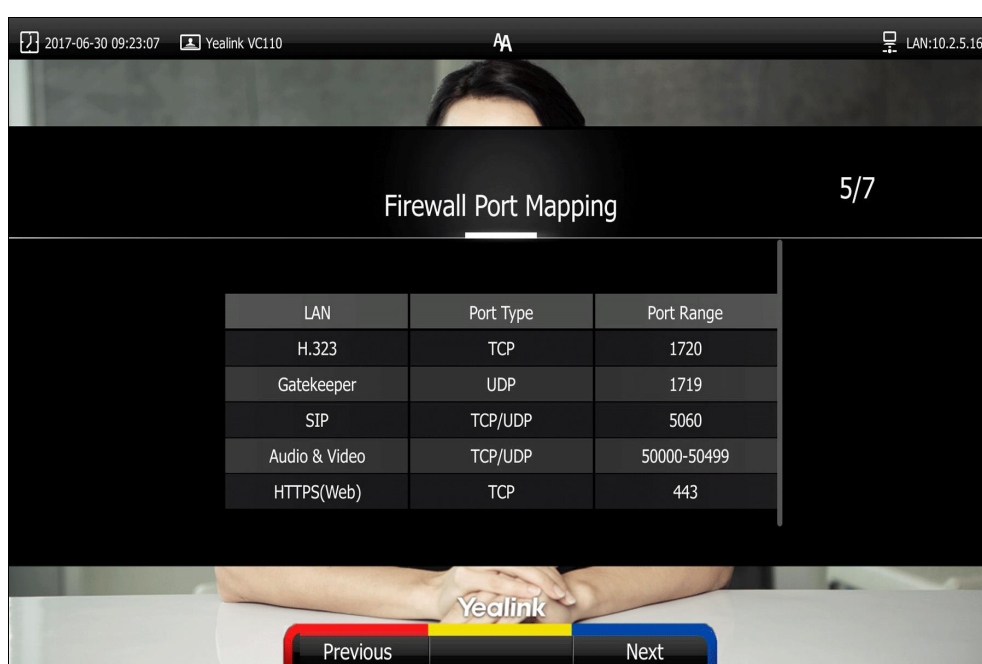 2017-06-30 09:23:07 Yealink VC110 AA LAN:10.2.5.16
5/7
Firewall Port Mapping
LAN Port Type Port Range
H.323 TCP 1720
Gatekeeper UDP 1719
SIP TCP/UDP 5060
Audio & Video TCP/UDP 50000-50499
HTTPS(Web) TCP 443
Yealink
Previous Next